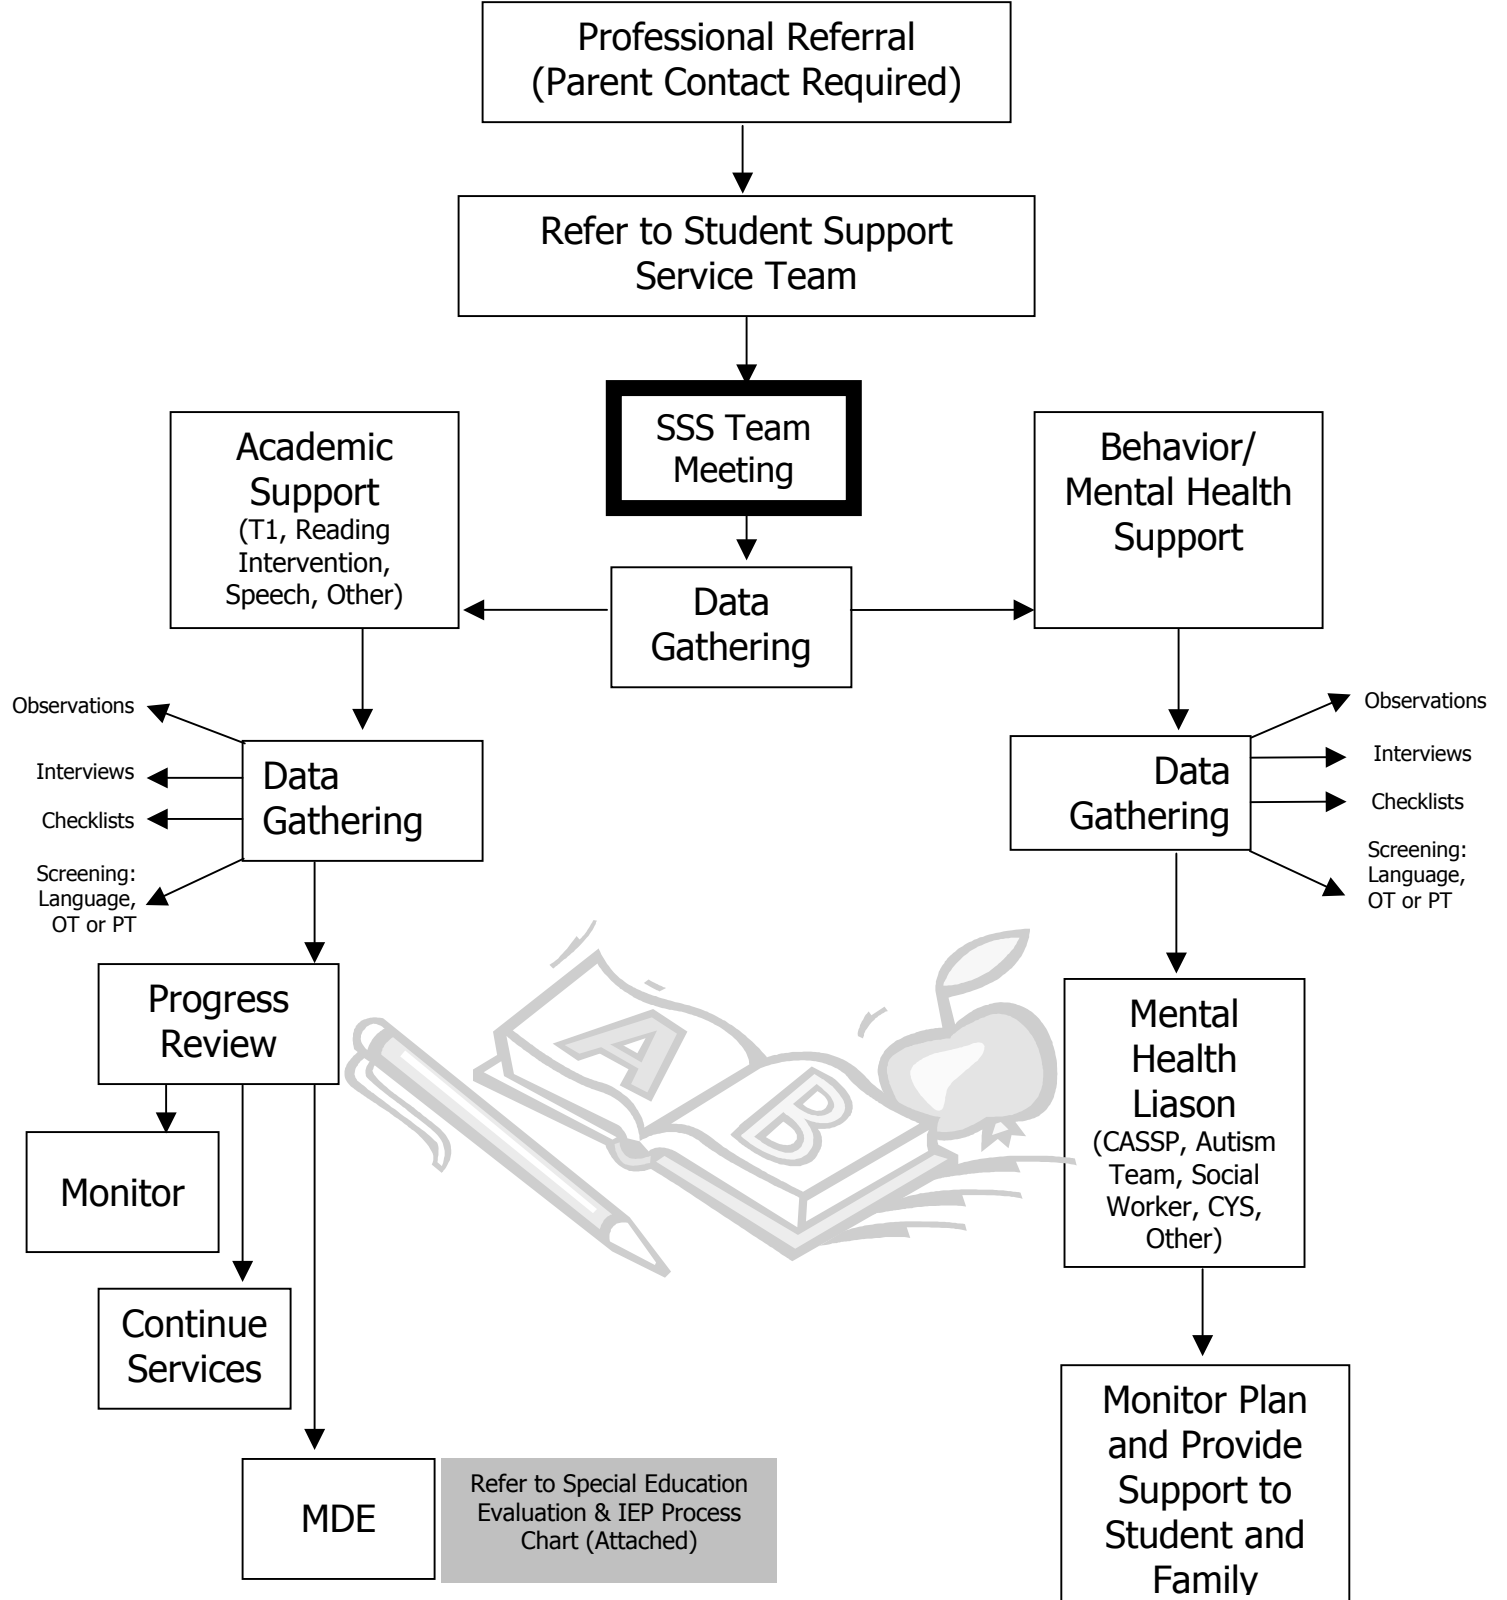 Professional Referral
(Parent Contact Required)
Refer to Student Support
Service Team
SSS Team
Meeting
Academic
Support
(T1, Reading
Intervention,
Speech, Other)
Data
Gathering
Behavior/
Mental Health
Support
Observations
Interviews
Checklists
Screening:
Language,
OT or PT
Data
Gathering
Data
Gathering
Observations
Interviews
Checklists
Screening:
Language,
OT or PT
Progress
Review
A
B
Mental
Health
Liason
(CASSP, Autism
Team, Social
Worker, CYS,
Other)
Monitor
Continue
Services
MDE
Refer to Special Education
Evaluation & IEP Process
Chart (Attached)
Monitor Plan
and Provide
Support to
Student and
Family